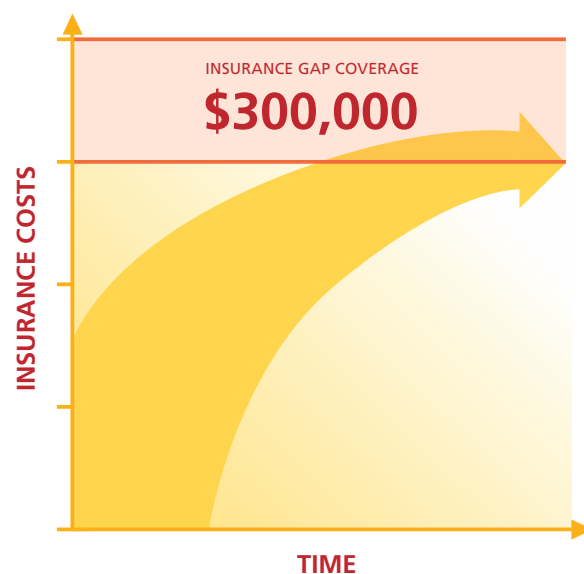 INSURANCE GAP COVERAGE
$300,000
INSURANCE COSTS
TIME